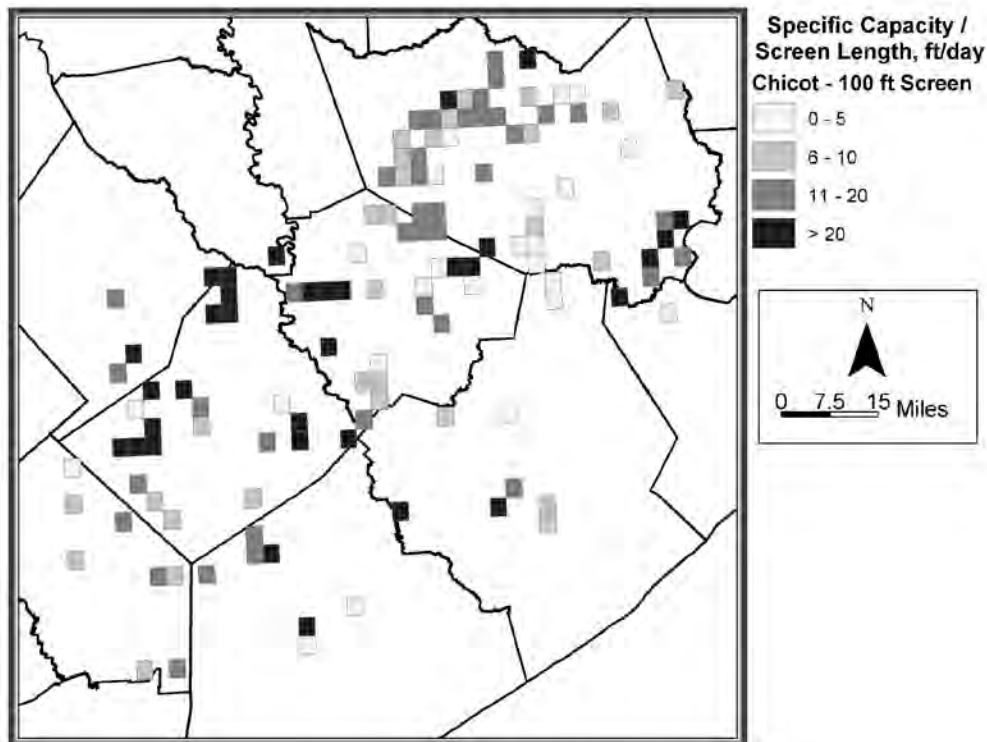 Specific Capacity /
Screen Length, ft/day
Chicot - 100 ft Screen
0 - 5
6 - 10
11 - 20
> 20
N
0 7.5 15 Miles